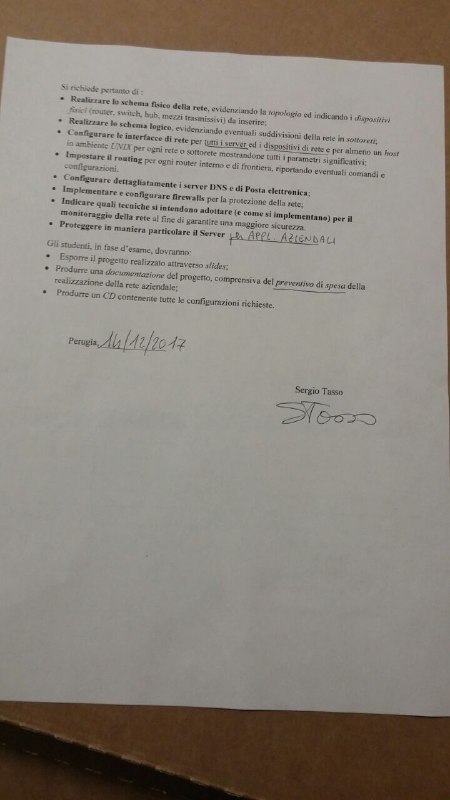 Si richiede pertanto di :
• Realizzare lo schema fisico della rete, evidenziando la topologia ed indicando i dispositivi
fisici (router, switch, hub, mezzi trasmissivi) da inserire;
• Realizzare lo schema logico, evidenziando eventuali suddivisioni della rete in sottoreti;
• Configurare le interfacce di rete per tutti i server ed i dispositivi di rete e per almeno un host
in ambiente UNIX per ogni rete o sottorete mostrandone tutti i parametri significativi;
• Impostare il routing per ogni router interno e di frontiera, riportando eventuali comandi e
configurazioni.
• Configurare dettagliatamente i server DNS e di Posta elettronica;
• Implementare e configurare firewalls per la protezione della rete;
• Indicare quali tecniche si intendono adottare (e come si implementano) per il
monitoraggio della rete al fine di garantire una maggiore sicurezza.
• Proteggere in maniera particolare il Server per APPL. AZIENDALI
Gli studenti, in fase d'esame, dovranno:
• Esporre il progetto realizzato attraverso slides;
• Produrre una documentazione del progetto, comprensiva del preventivo di spesa della
realizzazione della rete aziendale;
• Produrre un CD contenente tutte le configurazioni richieste.
Perugia, 14/12/2017
Sergio Tasso
STasso